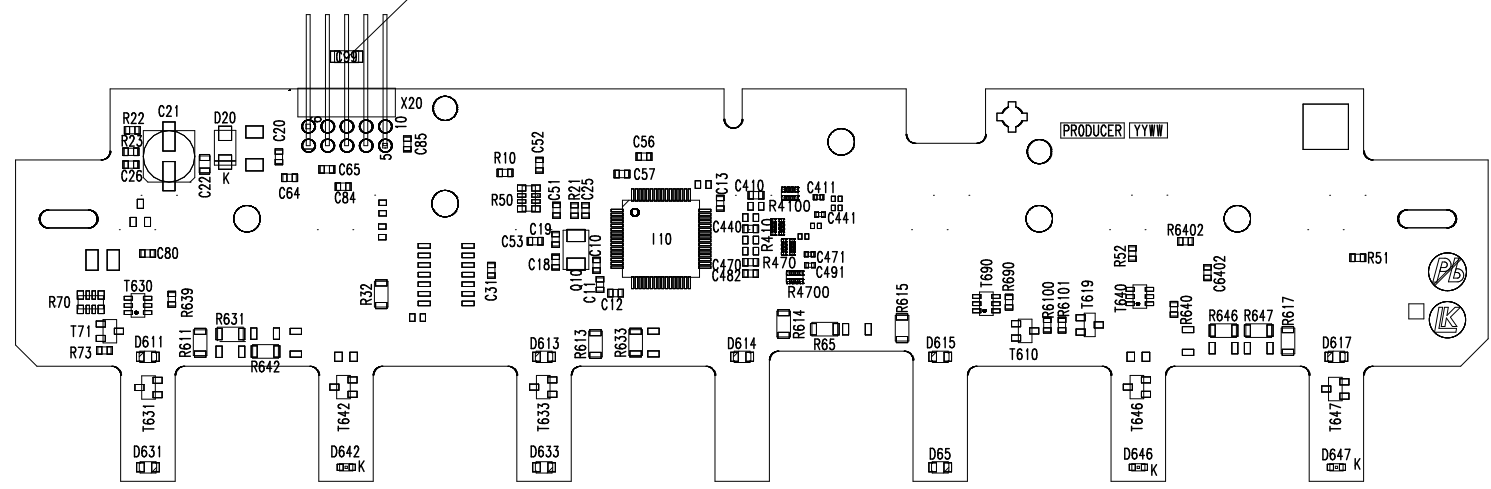 C99
X20
6
10
5
R22
C21
D20
C20
C85
R23
C26
C22
K
C64
C65
C84
C52
R10
R50
C51
R21
C25
C56
C57
C13
C53
C19
C18
Q10
C10
C11
C12
I10
C410
C411
R4100
C441
C440
R410
C470
C482
R470
C471
C491
R4700
PRODUCER
YYWW
R6402
R52
C6402
R51
Pb
LK
C80
R70
T630
R639
T71
R73
R611
R631
R642
D611
R32
C31
R613
D613
R633
D614
R614
R65
R615
D615
T690
R690
T610
R6100
R6101
T619
T640
R640
R646
R647
R617
D617
T631
T642
T633
T646
T647
D631
D642
K
D633
D65
D646
K
D647
K